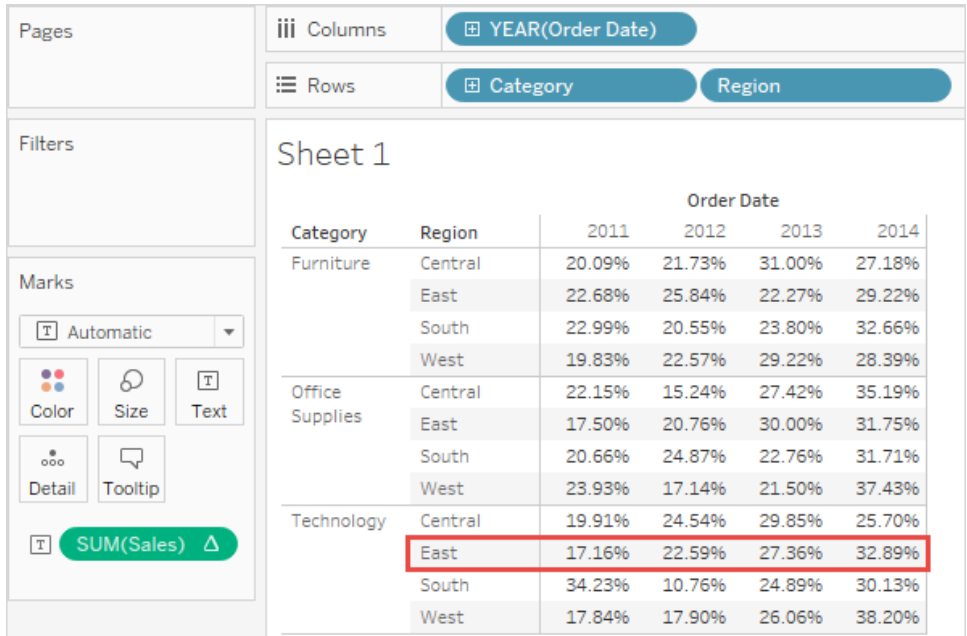 Pages
Columns
YEAR(Order Date)
Rows
Category
Region
Filters
Marks
Automatic
Color
Size
Text
Detail
Tooltip
SUM(Sales)
Sheet 1
Order Date
Category Region 2011 2012 2013 2014
Furniture Central 20.09% 21.73% 31.00% 27.18%
East 22.68% 25.84% 22.27% 29.22%
South 22.99% 20.55% 23.80% 32.66%
West 19.83% 22.57% 29.22% 28.39%
Office Central 22.15% 15.24% 27.42% 35.19%
Supplies East 17.50% 20.76% 30.00% 31.75%
South 20.66% 24.87% 22.76% 31.71%
West 23.93% 17.14% 21.50% 37.43%
Technology Central 19.91% 24.54% 29.85% 25.70%
East 17.16% 22.59% 27.36% 32.89%
South 34.23% 10.76% 24.89% 30.13%
West 17.84% 17.90% 26.06% 38.20%